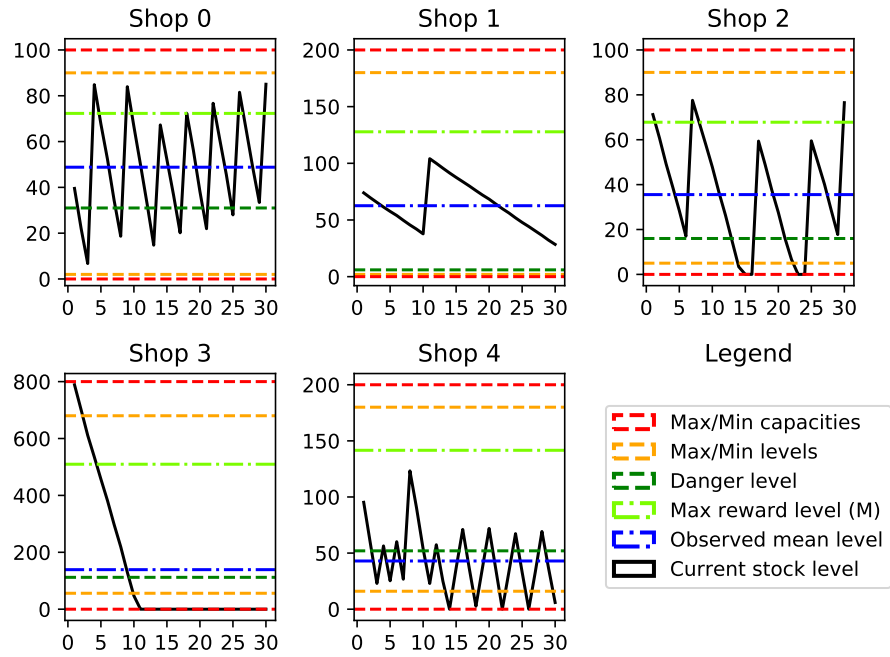 Shop 0
Shop 1
Shop 2
100
80
60
40
20
0
0 5 10 15 20 25 30
200
150
100
50
0
0 5 10 15 20 25 30
100
80
60
40
20
0
0 5 10 15 20 25 30
Shop 3
Shop 4
Legend
800
600
400
200
0
0 5 10 15 20 25 30
200
150
100
50
0
0 5 10 15 20 25 30
Max/Min capacities
Max/Min levels
Danger level
Max reward level (M)
Observed mean level
Current stock level